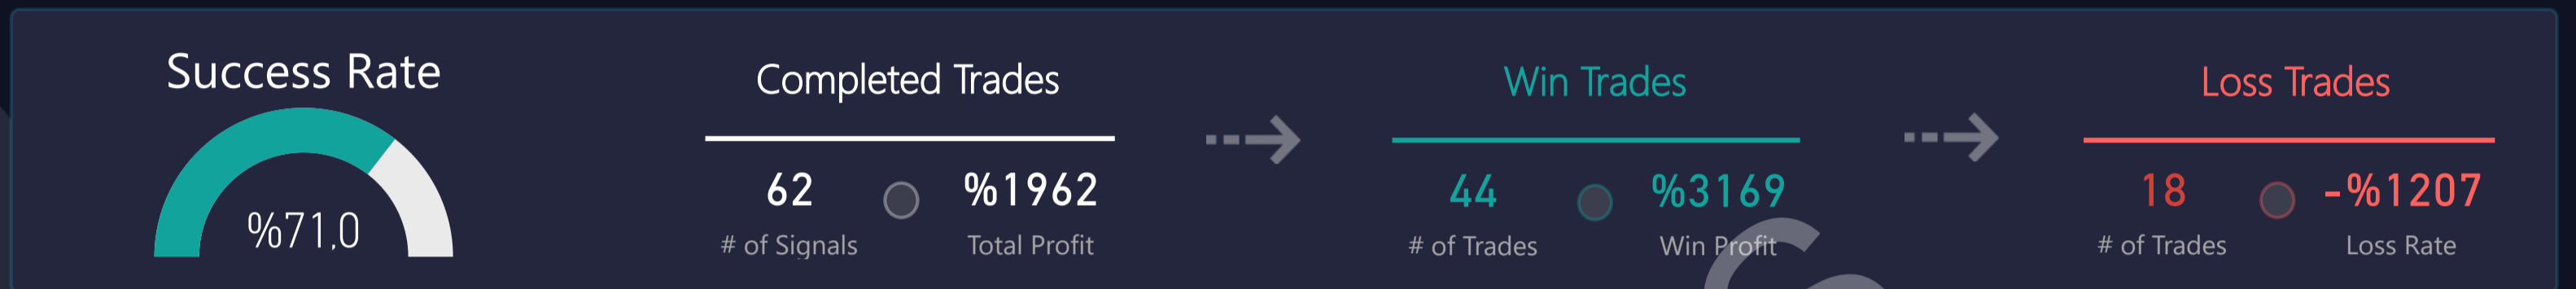 Success Rate
%71,0
Completed Trades
62
%1962
# of Signals
Total Profit
Win Trades
44
%3169
# of Trades
Win Profit
Loss Trades
18
-%1207
# of Trades
Loss Rate